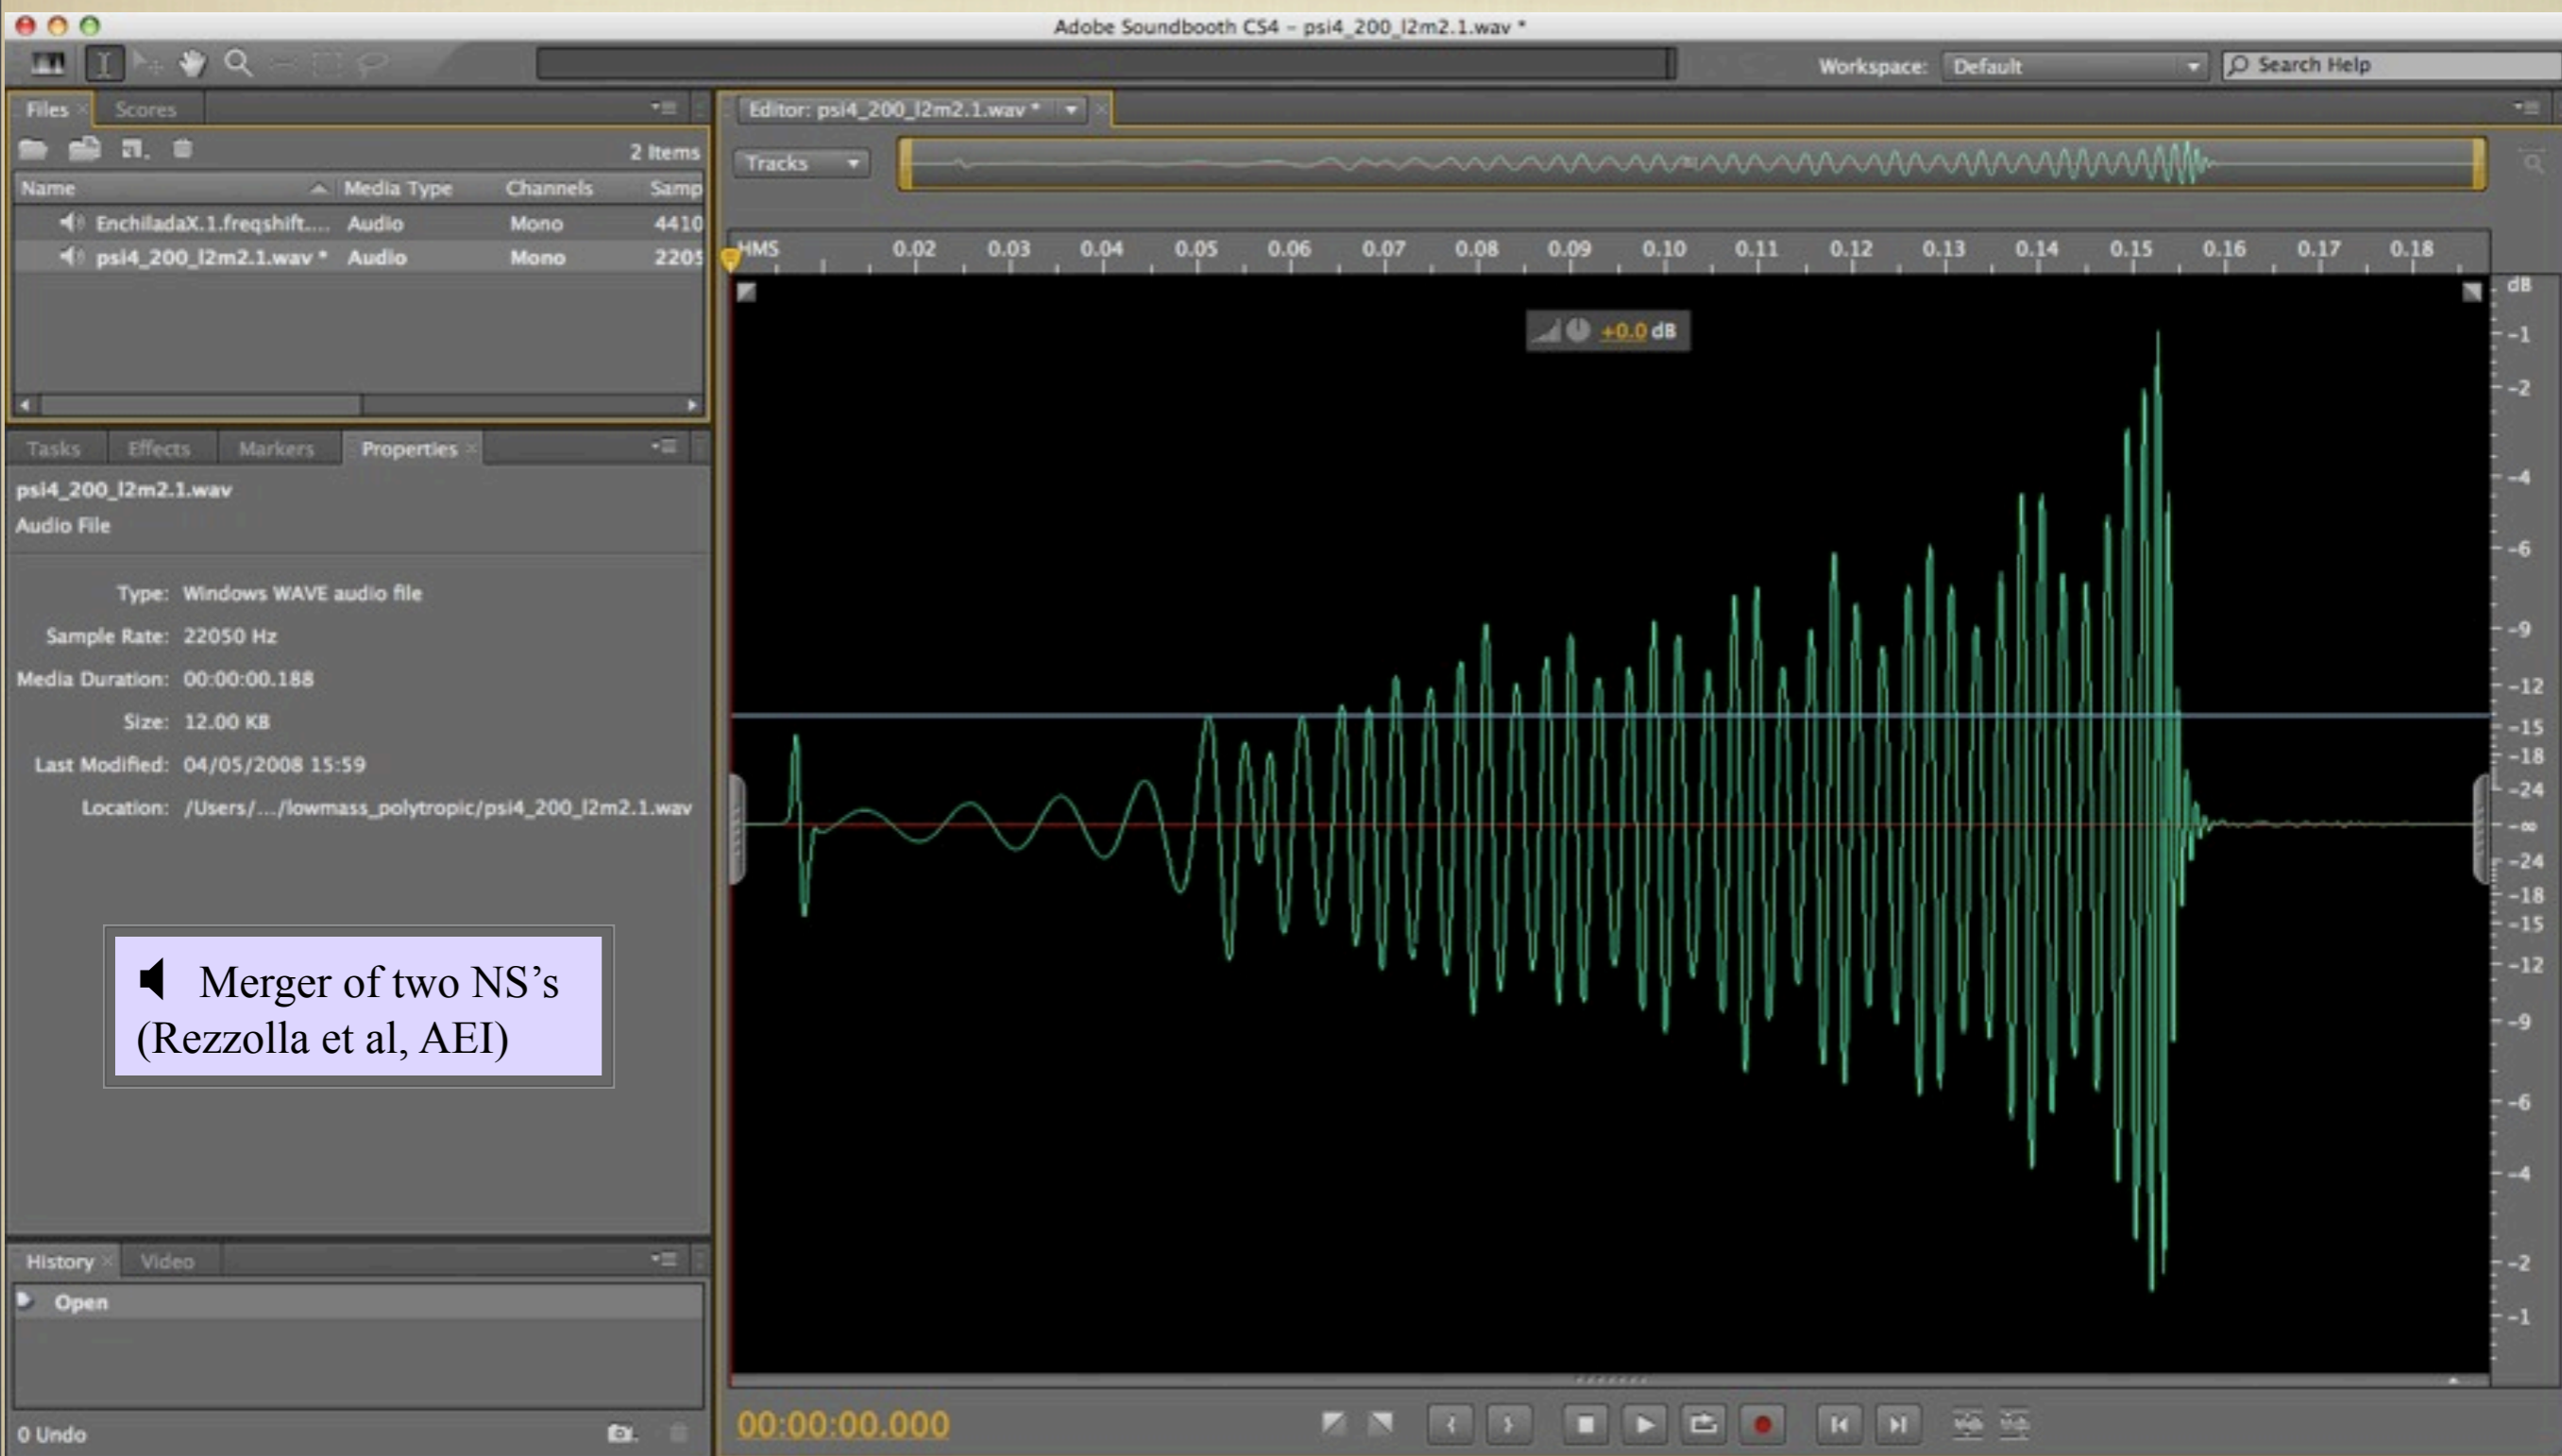 Adobe Soundbooth CS4 – psi4_200_l2m2.1.wav *
Workspace: Default Search Help
Files Scores
2 Items
Name Media Type Channels Samp
EnchiladaX.1.freqshift.... Audio Mono 4410
psi4_200_l2m2.1.wav * Audio Mono 2205
Tasks Effects Markers Properties
psi4_200_l2m2.1.wav
Audio File
Type: Windows WAVE audio file
Sample Rate: 22050 Hz
Media Duration: 00:00:00.188
Size: 12.00 KB
Last Modified: 04/05/2008 15:59
Location: /Users/.../lowmass_polytropic/psi4_200_l2m2.1.wav
Merger of two NS’s
(Rezzolla et al, AEI)
History Video
Open
0 Undo
Editor: psi4_200_l2m2.1.wav *
Tracks
HMS 0.02 0.03 0.04 0.05 0.06 0.07 0.08 0.09 0.10 0.11 0.12 0.13 0.14 0.15 0.16 0.17 0.18
+0.0 dB
dB
-1
-2
-4
-6
-9
-12
-15
-18
-24
-∞
-24
-18
-15
-12
-9
-6
-4
-2
-1
00:00:00.000